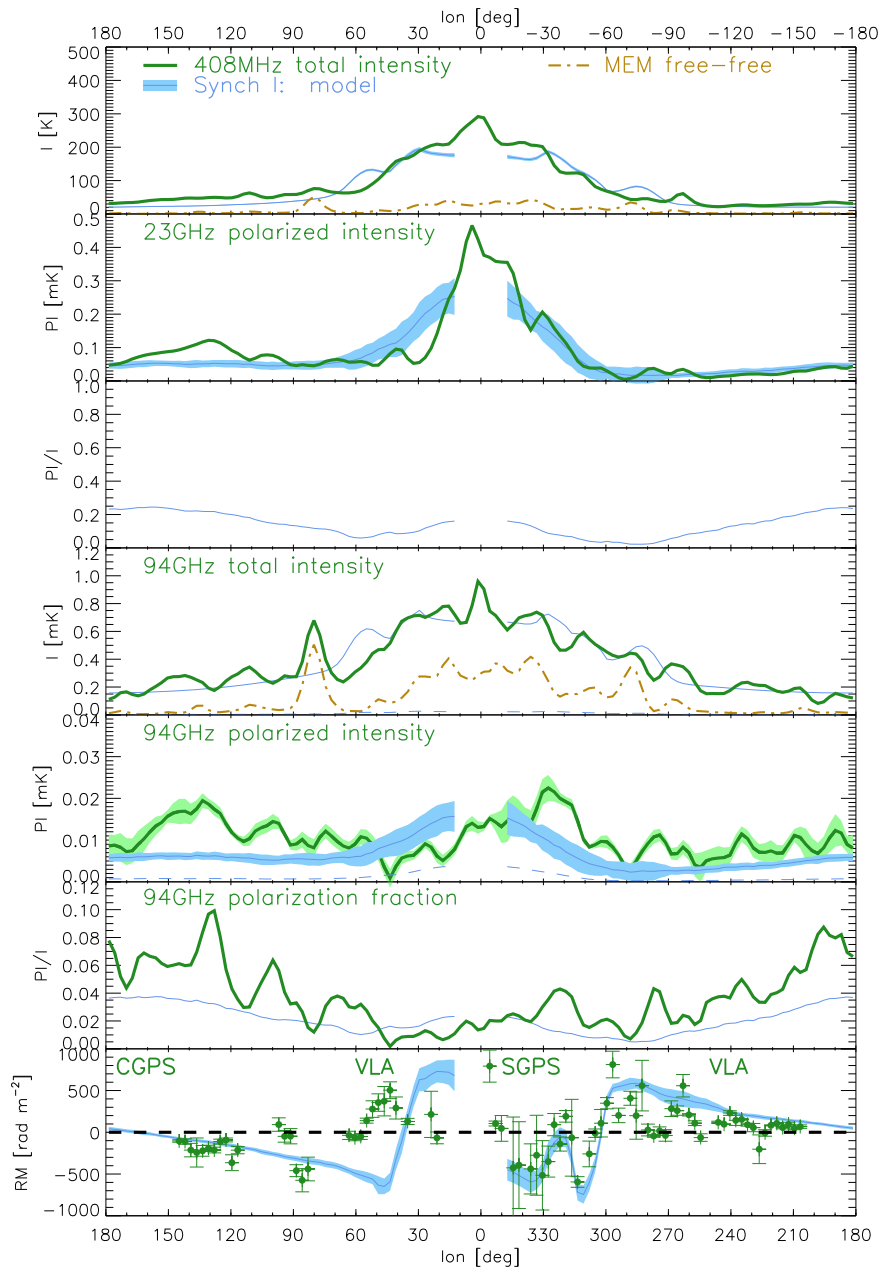 lon [deg]
180 150 120 90 60 30 0 −30 −60 −90 −120 −150 −180
500
400
300
200
100
0
I [K]
408MHz total intensity
MEM free−free
Synch I: model
0.5
0.4
0.3
0.2
0.1
0.0
PI [mK]
23GHz polarized intensity
1.0
0.8
0.6
0.4
0.2
0.0
PI/I
1.2
1.0
0.8
0.6
0.4
0.2
0.0
I [mK]
94GHz total intensity
0.04
0.03
0.02
0.01
0.00
PI [mK]
94GHz polarized intensity
0.12
0.10
0.08
0.06
0.04
0.02
0.00
PI/I
94GHz polarization fraction
1000
500
0
−500
−1000
RM [rad m−2]
CGPS VLA SGPS VLA
180 150 120 90 60 30 0 330 300 270 240 210 180
lon [deg]